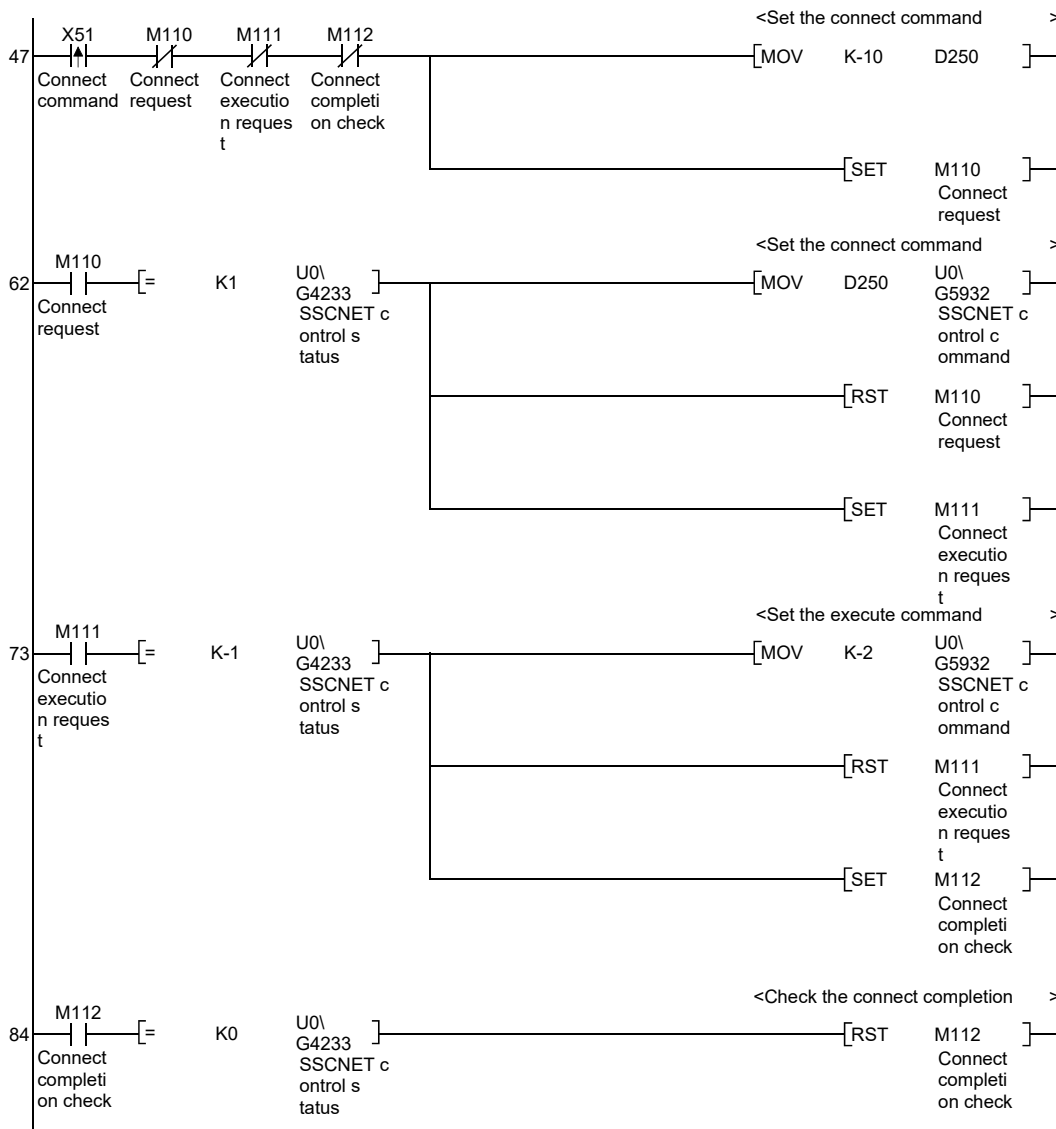 <Set the connect command >
X51 M110 M111 M112
47 [MOV K-10 D250 ]
Connect Connect Connect Connect
command request executio completi
n reques on check
t
[SET M110 ]
Connect
request
<Set the connect command >
M110
62 [= K1 U0\ ] [MOV D250 U0\ ]
G4233 G5932
Connect SSCNET c SSCNET c
request ontrol s ontrol c
tatus ommand
[RST M110 ]
Connect
request
[SET M111 ]
Connect
executio
n reques
t
<Set the execute command >
M111
73 [= K-1 U0\ ] [MOV K-2 U0\ ]
G4233 G5932
Connect SSCNET c SSCNET c
executio ontrol s ontrol c
n reques tatus ommand
t
[RST M111 ]
Connect
executio
n reques
t
[SET M112 ]
Connect
completi
on check
<Check the connect completion >
M112
84 [= K0 U0\ ] [RST M112 ]
G4233
Connect SSCNET c Connect
completi ontrol s completi
on check tatus on check